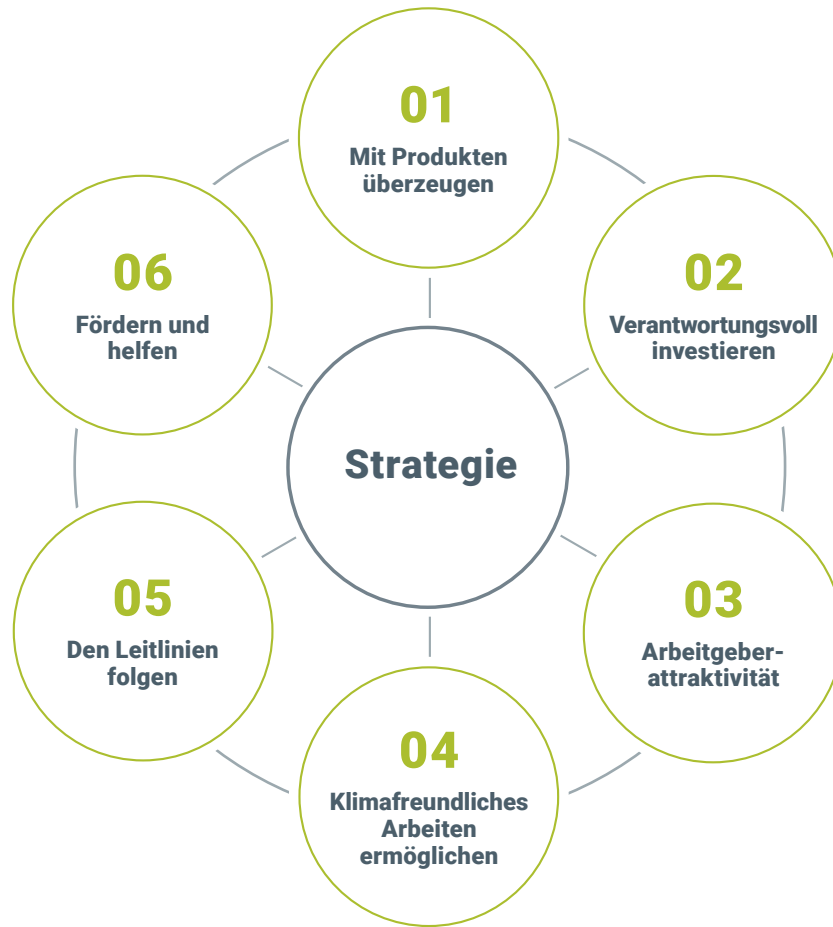 01
Mit Produkten
überzeugen
02
Verantwortungsvoll
investieren
03
Arbeitgeber-
attraktivität
04
Klimafreundliches
Arbeiten
ermöglichen
05
Den Leitlinien
folgen
06
Fördern und
helfen
Strategie